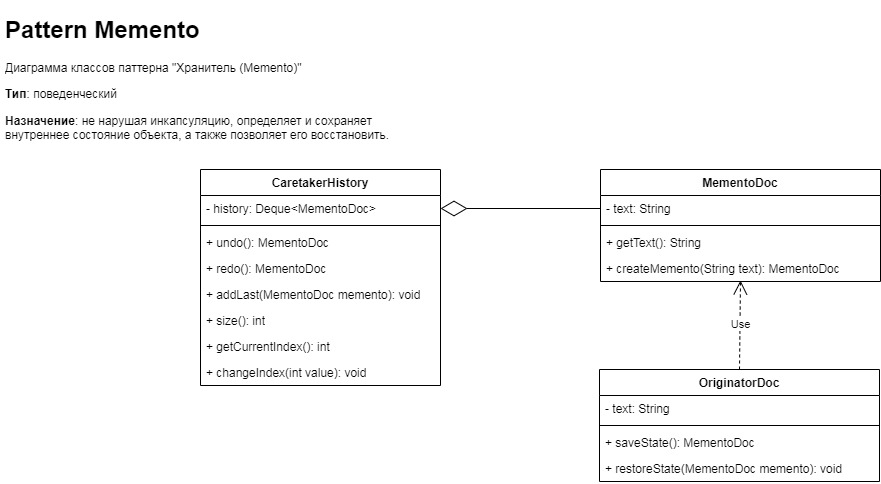 Pattern Memento
Диаграмма классов паттерна "Хранитель (Memento)"
Тип: поведенческий
Назначение: не нарушая инкапсуляцию, определяет и сохраняет
внутреннее состояние объекта, а также позволяет его восстановить.
CaretakerHistory
- history: Deque<MementoDoc>
+ undo(): MementoDoc
+ redo(): MementoDoc
+ addLast(MementoDoc memento): void
+ size(): int
+ getCurrentIndex(): int
+ changeIndex(int value): void
MementoDoc
- text: String
+ getText(): String
+ createMemento(String text): MementoDoc
Use
OriginatorDoc
- text: String
+ saveState(): MementoDoc
+ restoreState(MementoDoc memento): void